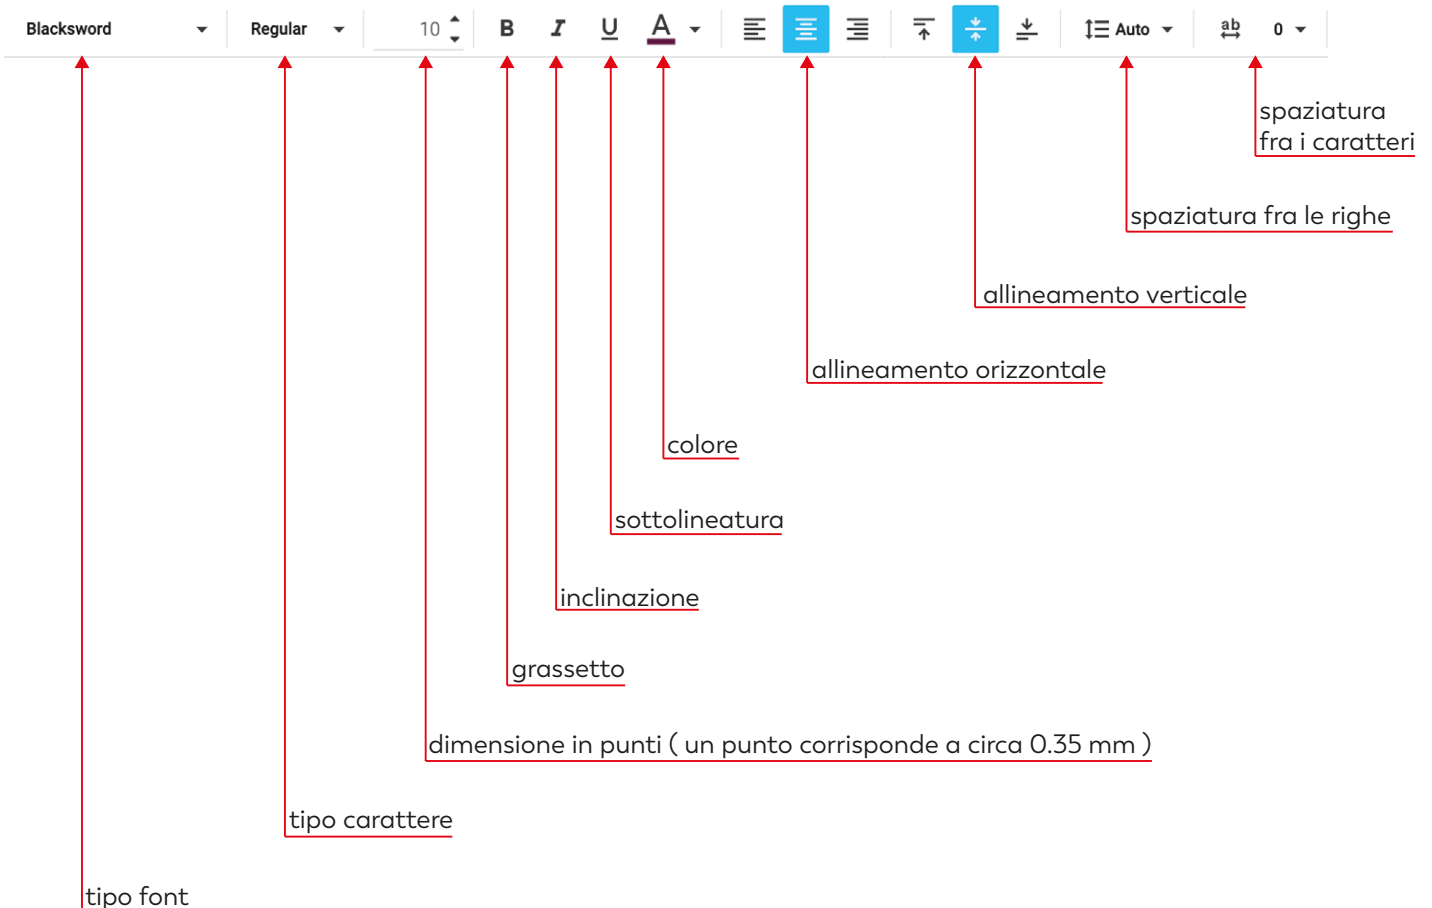 Blacksword Regular 10 B I U A Auto ab 0
spaziatura
fra i caratteri
spaziatura fra le righe
allineamento verticale
allineamento orizzontale
colore
sottolineatura
inclinazione
grassetto
dimensione in punti ( un punto corrisponde a circa 0.35 mm )
tipo carattere
tipo font